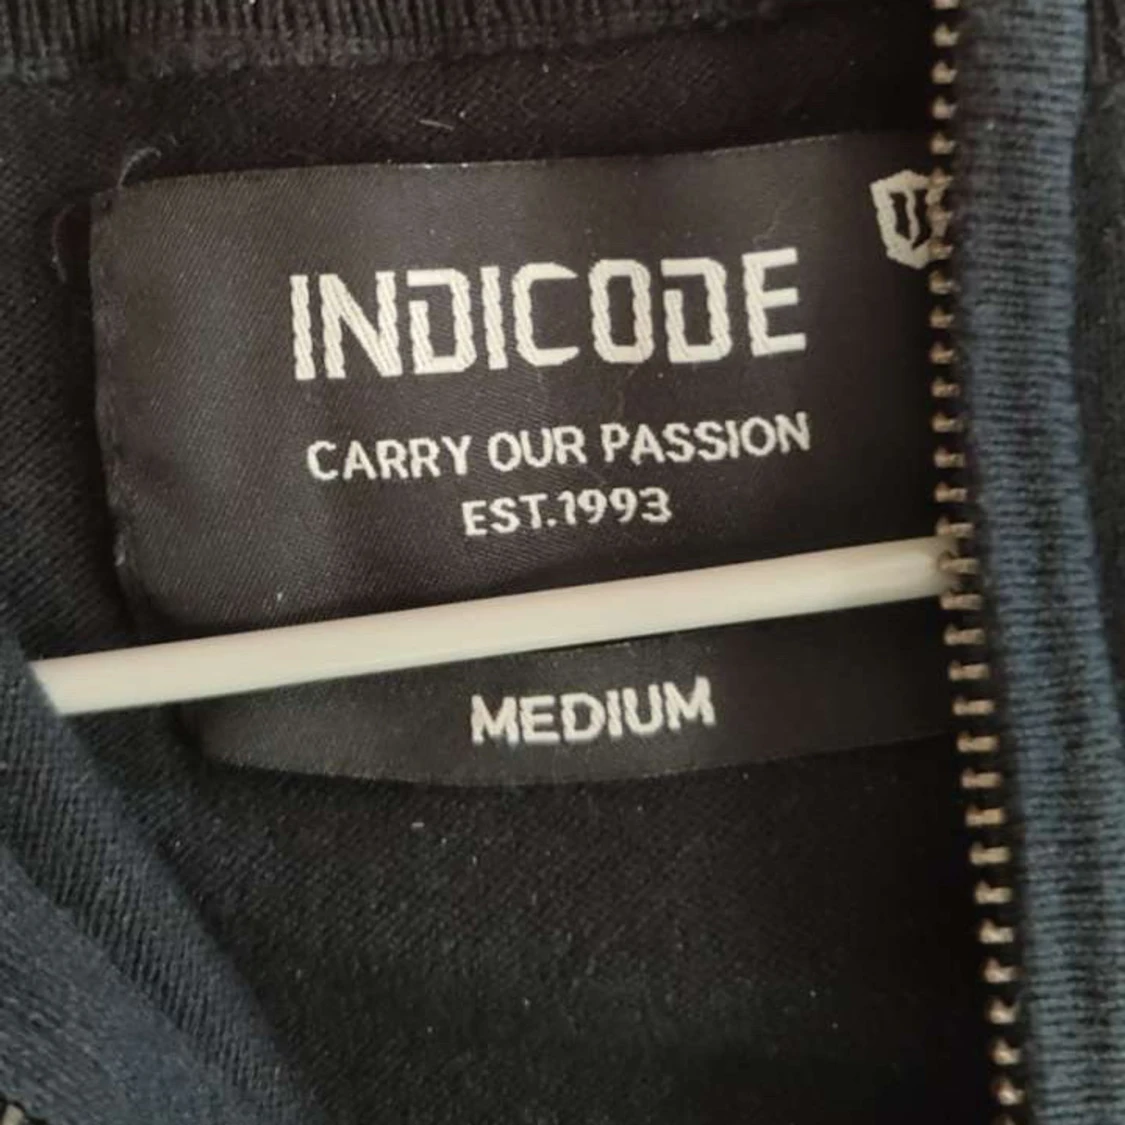 INDICODE
CARRY OUR PASSION
EST.1993
MEDIUM